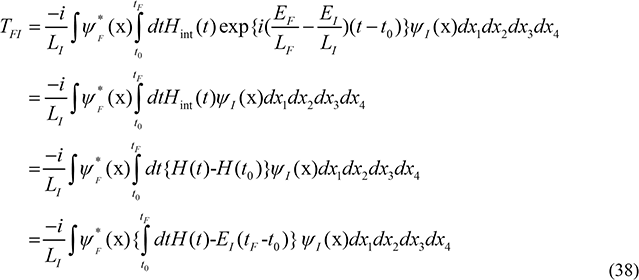 T_{FI} = \frac{-i}{L_I} \int \psi_F^*(x) \int_{t_0}^{t_F} dt H_{int}(t) \exp\{i(\frac{E_F}{L_F} - \frac{E_I}{L_I})(t-t_0)\} \psi_I(x) dx_1 dx_2 dx_3 dx_4
= \frac{-i}{L_I} \int \psi_F^*(x) \int_{t_0}^{t_F} dt H_{int}(t) \psi_I(x) dx_1 dx_2 dx_3 dx_4
= \frac{-i}{L_I} \int \psi_F^*(x) \int_{t_0}^{t_F} dt \{H(t)-H(t_0)\} \psi_I(x) dx_1 dx_2 dx_3 dx_4
= \frac{-i}{L_I} \int \psi_F^*(x) \{\int_{t_0}^{t_F} dt H(t)-E_I(t_F-t_0)\} \psi_I(x) dx_1 dx_2 dx_3 dx_4
(38)